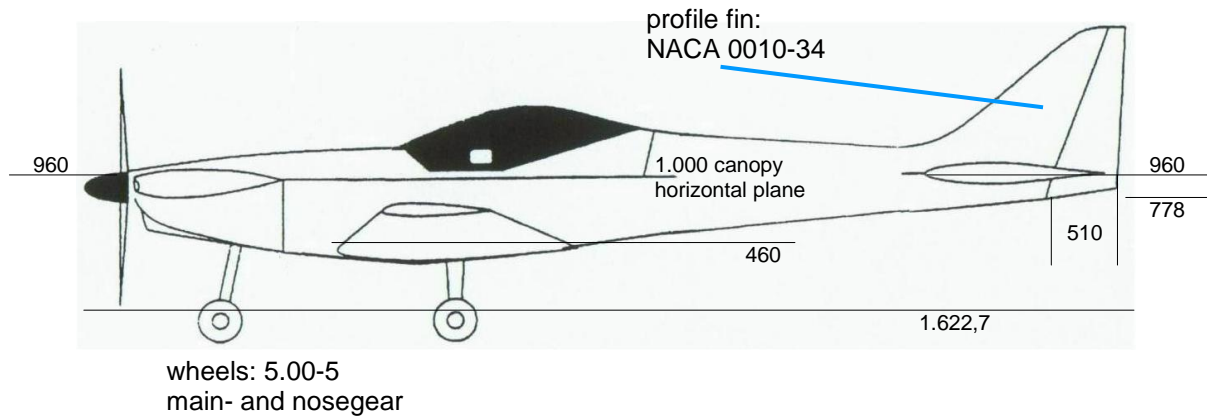 profile fin:
NACA 0010-34
960
1.000 canopy
horizontal plane
960
778
510
460
1.622,7
wheels: 5.00-5
main- and nosegear